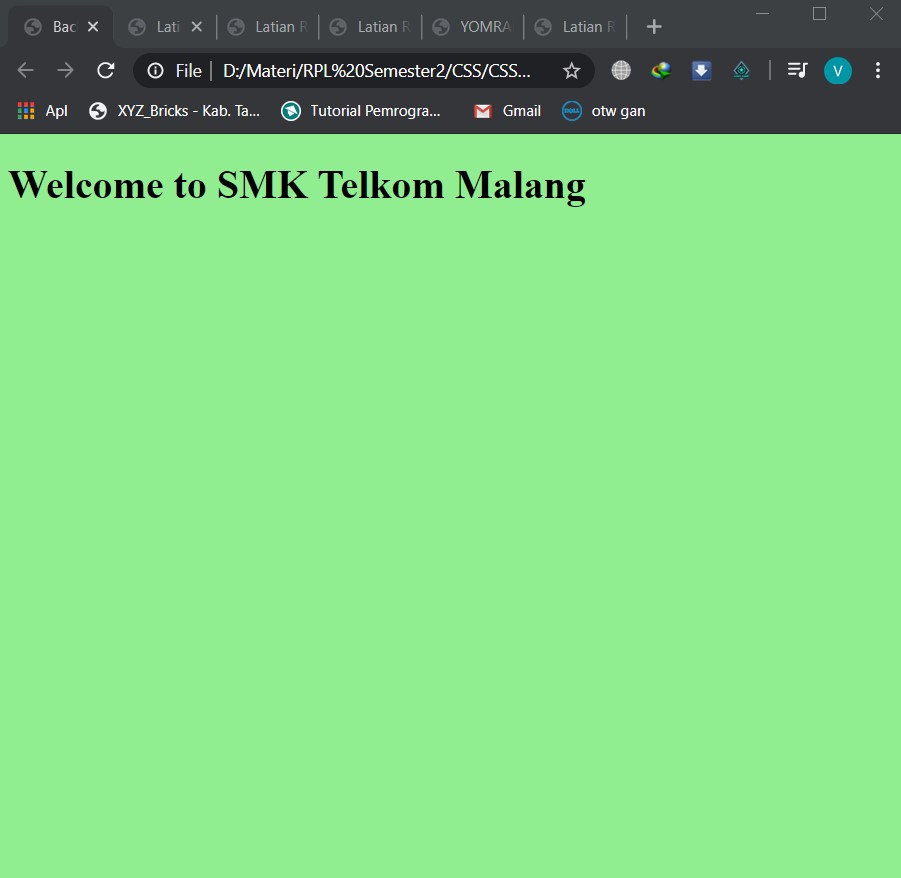 Bac Lati Latian R Latian R YOMRA Latian R
File D:/Materi/RPL%20Semester2/CSS/CSS... V
Apl XYZ_Bricks - Kab. Ta... Tutorial Pemrogra... Gmail DELL otw gan
Welcome to SMK Telkom Malang